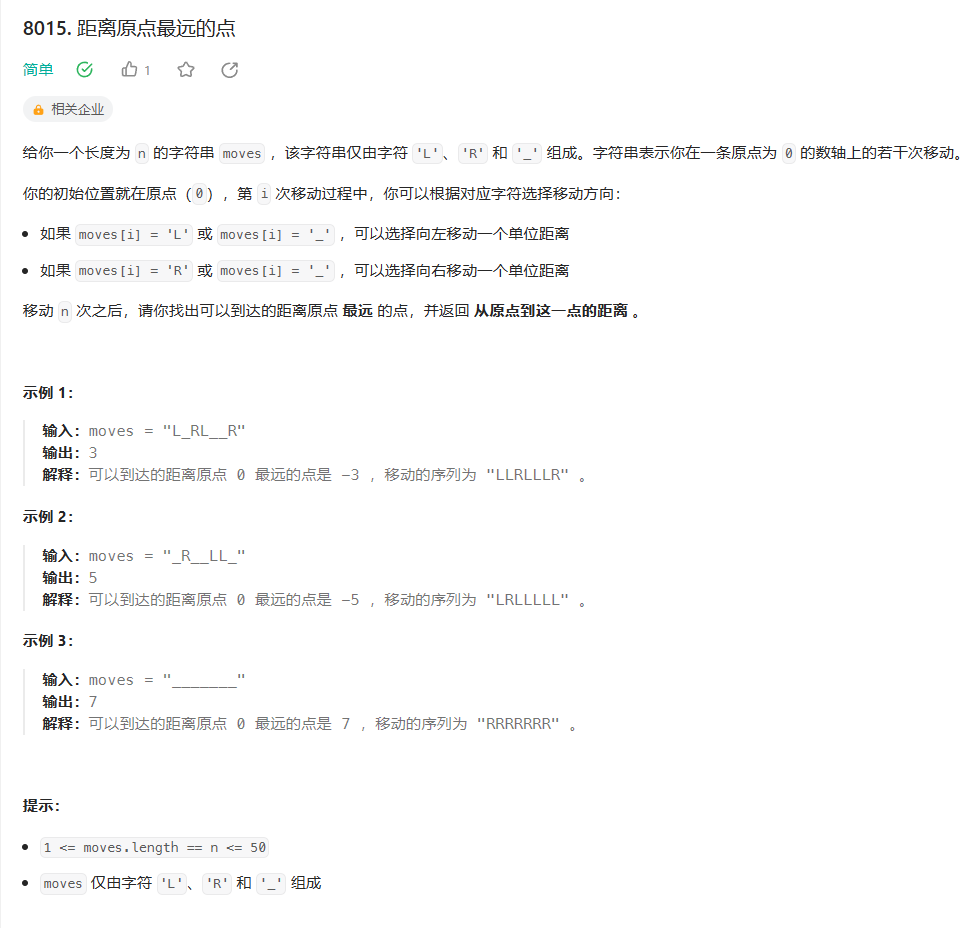 8015. 距离原点最远的点
简单 1
相关企业
给你一个长度为 n 的字符串 moves ，该字符串仅由字符 'L'、'R' 和 '_' 组成。字符串表示你在一条原点为 0 的数轴上的若干次移动。
你的初始位置就在原点（0），第 i 次移动过程中，你可以根据对应字符选择移动方向：
• 如果 moves[i] = 'L' 或 moves[i] = '_' ，可以选择向左移动一个单位距离
• 如果 moves[i] = 'R' 或 moves[i] = '_' ，可以选择向右移动一个单位距离
移动 n 次之后，请你找出可以到达的距离原点 最远 的点，并返回 从原点到这一点的距离 。
示例 1：
输入：moves = "L_RL__R"
输出：3
解释：可以到达的距离原点 0 最远的点是 -3 ，移动的序列为 "LLRLLLR" 。
示例 2：
输入：moves = "_R__LL_"
输出：5
解释：可以到达的距离原点 0 最远的点是 -5 ，移动的序列为 "LRLLLLL" 。
示例 3：
输入：moves = "_______"
输出：7
解释：可以到达的距离原点 0 最远的点是 7 ，移动的序列为 "RRRRRRR" 。
提示：
• 1 <= moves.length == n <= 50
• moves 仅由字符 'L'、'R' 和 '_' 组成